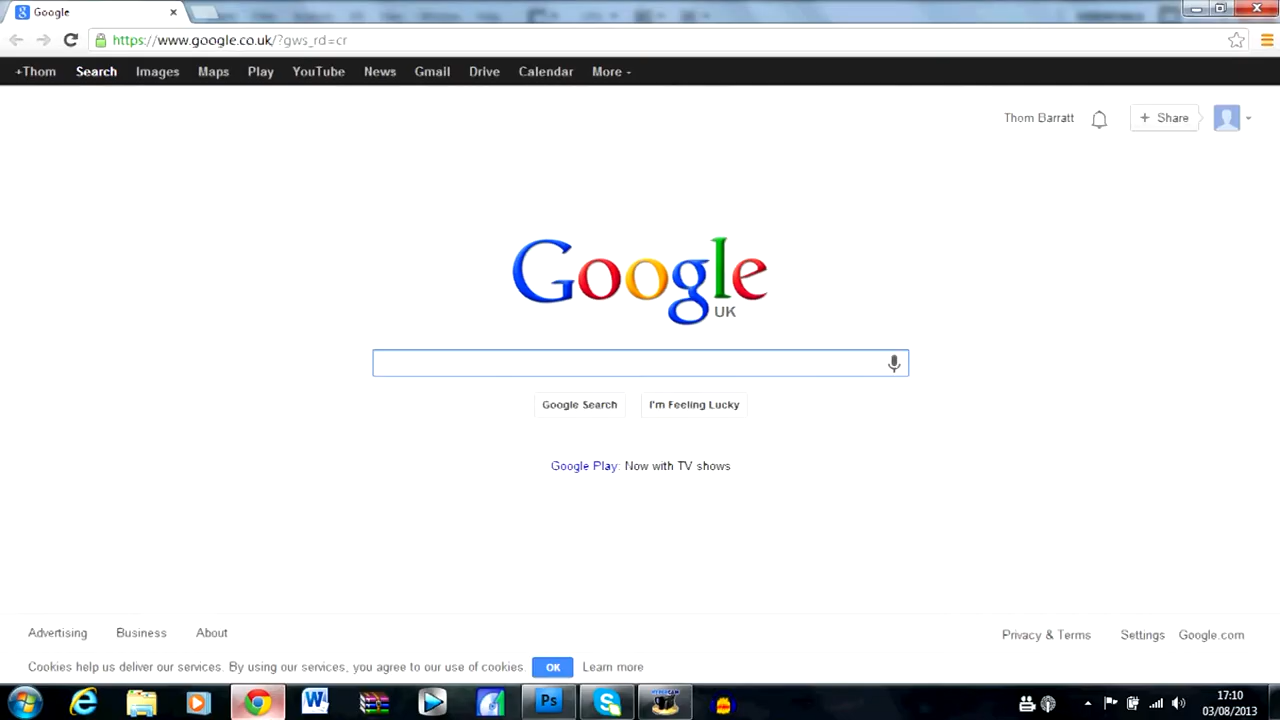 Google
https://www.google.co.uk/?gws_rd=cr
+Thom Search Images Maps Play YouTube News Gmail Drive Calendar More
Thom Barratt + Share
Google
UK
Google Search I'm Feeling Lucky
Google Play: Now with TV shows
Advertising Business About
Privacy & Terms Settings Google.com
Cookies help us deliver our services. By using our services, you agree to our use of cookies. OK Learn more
W Ps S
17:10
03/08/2013